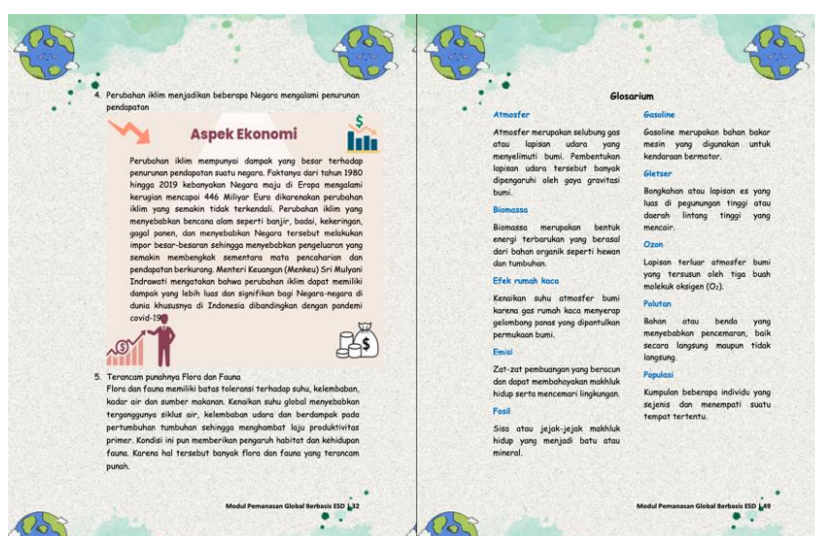 4. Perubahan iklim menjadikan beberapa Negara mengalami penurunan
pendapatan
Aspek Ekonomi
Perubahan iklim mempunyai dampak yang besar terhadap
penurunan pendapatan suatu negara. Faktanya dari tahun 1980
hingga 2019 kebanyakan Negara maju di Eropa mengalami
kerugian mencapai 446 Miliyar Euro dikarenakan perubahan
iklim yang semakin tidak terkendali. Perubahan iklim yang
menyebabkan bencana alam seperti banjir, badai, kekeringan,
gagal panen, dan menyebabkan Negara tersebut melakukan
impor besar-besaran sehingga menyebabkan pengeluaran yang
semakin membengkak sementara mata pencaharian dan
pendapatan berkurang. Menteri Keuangan (Menkeu) Sri Mulyani
Indrawati mengatakan bahwa perubahan iklim dapat memiliki
dampak yang lebih luas dan signifikan bagi Negara-negara di
dunia khususnya di Indonesia dibandingkan dengan pandemi
covid-19.
5. Terancam punahnya Flora dan Fauna
Flora dan fauna memiliki batas toleransi terhadap suhu, kelembaban,
kadar air dan sumber makanan. Kenaikan suhu global menyebabkan
terganggunya siklus air, kelembaban udara dan berdampak pada
pertumbuhan tumbuhan sehingga menghambat laju produktivitas
primer. Kondisi ini pun memberikan pengaruh habitat dan kehidupan
fauna. Karena hal tersebut banyak flora dan fauna yang terancam
punah.
Modul Pemanasan Global Berbasis ESD | 32
Glosarium
Atmosfer
Atmosfer merupakan selubung gas
atau lapisan udara yang
menyelimuti bumi. Pembentukan
lapisan udara tersebut banyak
dipengaruhi oleh gaya gravitasi
bumi.
Biomassa
Biomassa merupakan bentuk
energi terbarukan yang berasal
dari bahan organik seperti hewan
dan tumbuhan.
Efek rumah kaca
Kenaikan suhu atmosfer bumi
karena gas rumah kaca menyerap
gelombang panas yang dipantulkan
permukaan bumi.
Emisi
Zat-zat pembuangan yang beracun
dan dapat membahayakan makhluk
hidup serta mencemari lingkungan.
Fosil
Sisa atau jejak-jejak makhluk
hidup yang menjadi batu atau
mineral.
Gasoline
Gasoline merupakan bahan bakar
mesin yang digunakan untuk
kendaraan bermotor.
Gletser
Bongkahan atau lapisan es yang
luas di pegunungan tinggi atau
daerah lintang tinggi yang
mencair.
Ozon
Lapisan terluar atmosfer bumi
yang tersusun oleh tiga buah
molekuk oksigen (O₂).
Polutan
Bahan atau benda yang
menyebabkan pencemaran, baik
secara langsung maupun tidak
langsung.
Populasi
Kumpulan beberapa individu yang
sejenis dan menempati suatu
tempat tertentu.
Modul Pemanasan Global Berbasis ESD | 49